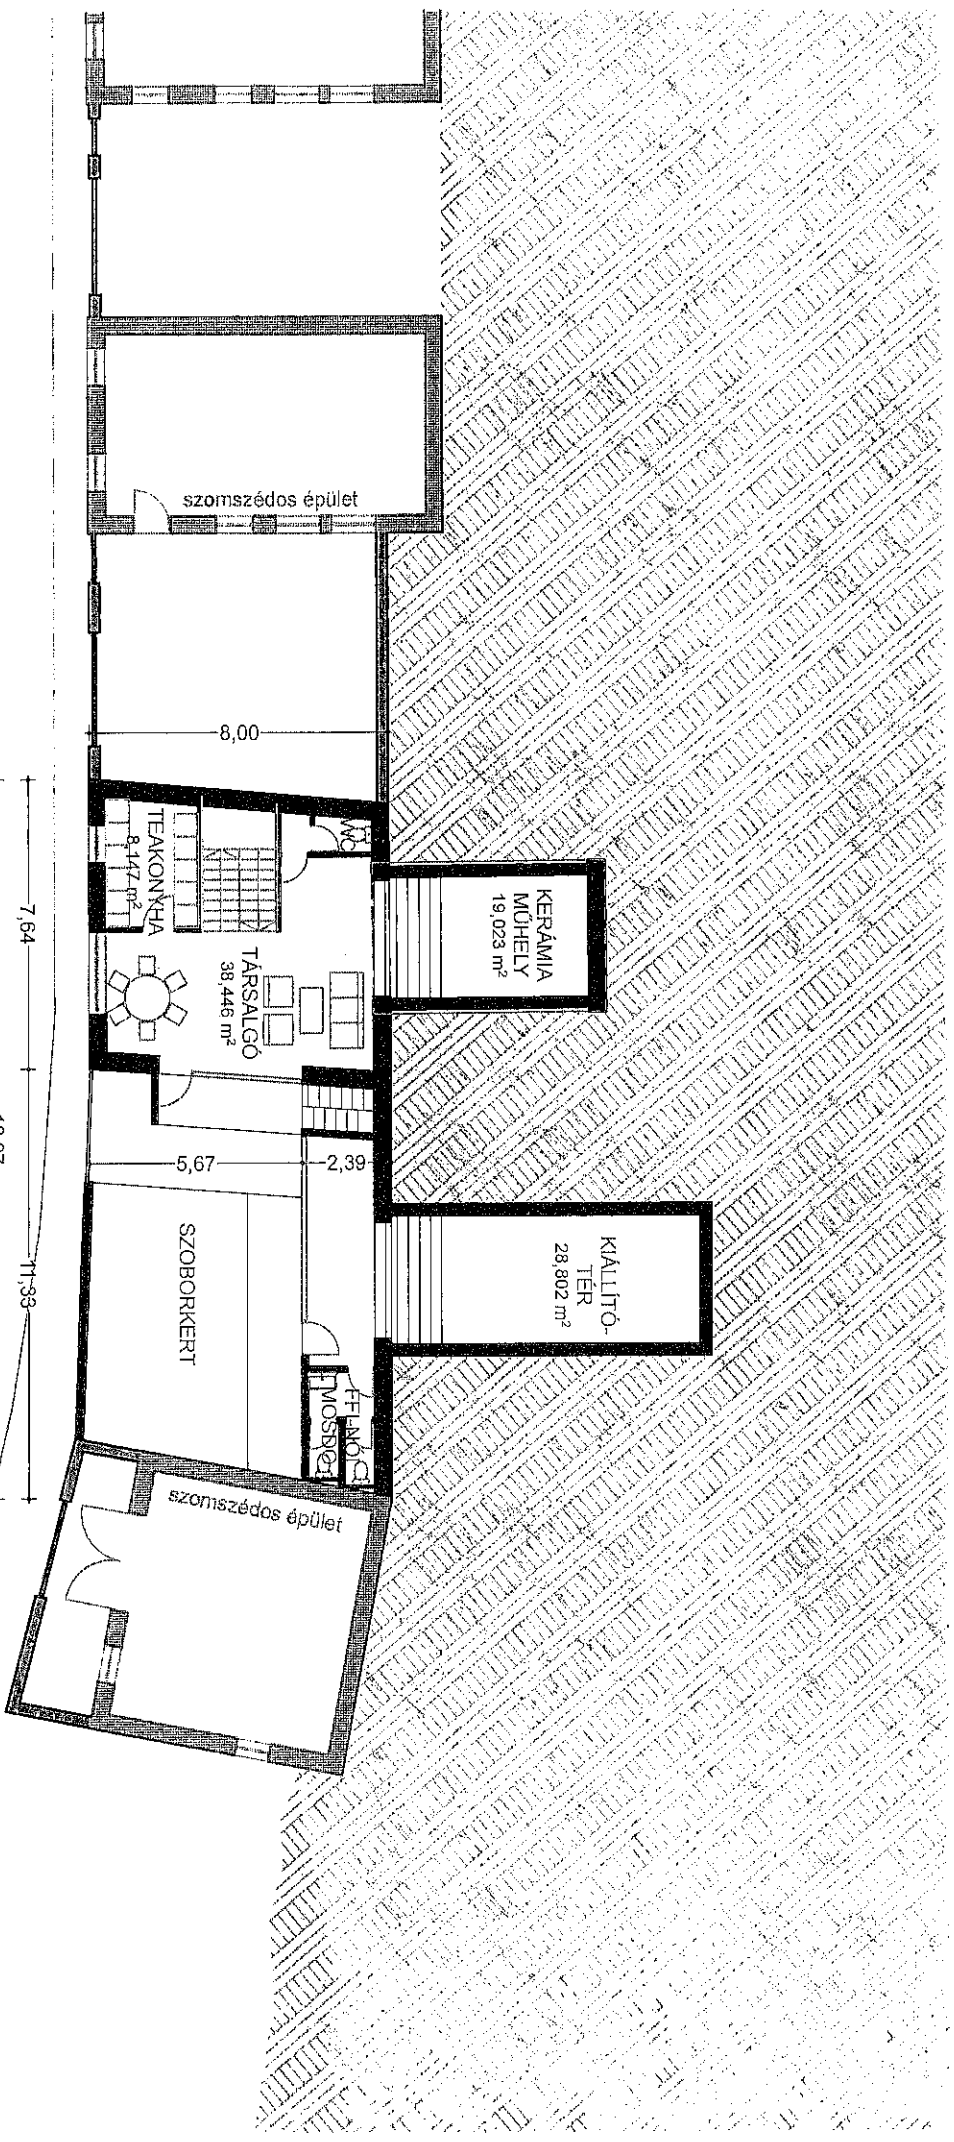 szomszédos épület
8,00
WC
TEAKONYHA
8,147 m²
TÁRSALGÓ
38,446 m²
KERÁMIA
MŰHELY
19,023 m²
7,64
5,67
2,39
SZOBORKERT
KIÁLLÍTÓ-
TÉR
28,802 m²
11,33
FFI-NŐI
MOSDÓ
szomszédos épület